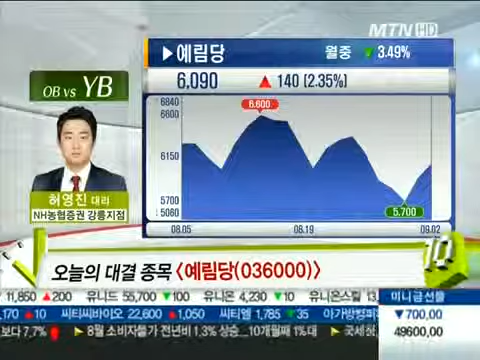 MTN HD
▶예림당
월중 ▼3.49%
OB vs YB
6,090 ▲140 [2.35%]
6840
6600
6,600
6150
5700
5060
5,700
08.05 08.19 09.02
허영진 대리
NH농협증권 강릉지점
10
오늘의 대결 종목 <예림당(036000)>
11,850 ▲200 유니드 55,700 ▼100 유니온 4,230 ▼10 유니온스틸 13,
미니금선물
170 10 씨티씨바이오 22,600 ▲1,050 씨티엘 1,785 ▼35 아가방컴퍼
▼700,00
보다 7.7% ▷ 8월 소비자물가 전년비 1.3% 상승‥10개월째 1%대 ▷ 국세청
49600,00